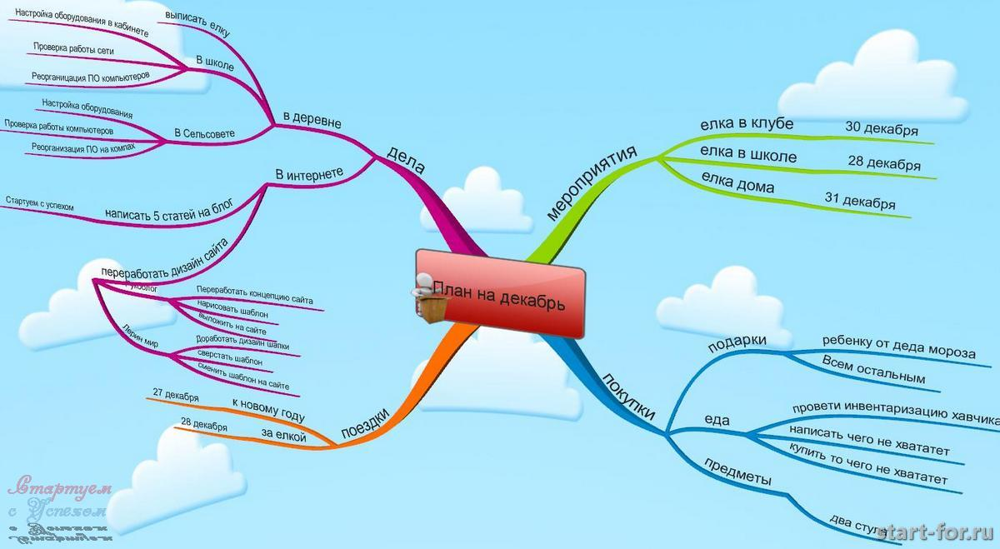 План на декабрь
дела
в деревне
выписать елку
В школе
Настройка оборудования в кабинете
Проверка работы сети
Реорганицация ПО компьютеров
В Сельсовете
Настройка оборудования
Проверка работы компьютеров
Реорганизация ПО на компах
В интернете
написать 5 статей на блог
Стартуем с успехом
переработать дизайн сайта
Рукоблог
Переработать концепцию сайта
нарисовать шаблон
выложить на сайте
Лерин мир
Доработать дизайн шапки
сверстать шаблон
сменить шаблон на сайте
мероприятия
елка в клубе 30 декабря
елка в школе 28 декабря
елка дома 31 декабря
поездки
к новому году 27 декабря
за елкой 28 декабря
покупки
подарки
ребенку от деда мороза
Всем остальным
еда
провети инвентаризацию хавчика
написать чего не хвататет
купить то чего не хвататет
предметы
два стула
Стартуем
с Успехом
start-for.ru